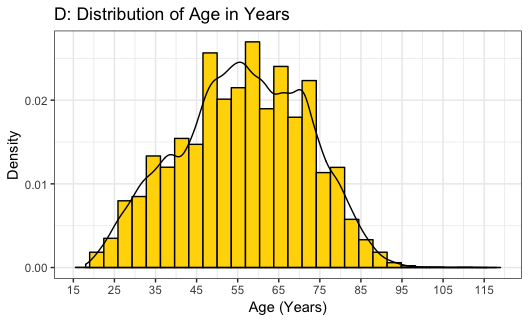 D: Distribution of Age in Years
Density
0.02
0.01
0.00
15 25 35 45 55 65 75 85 95 105 115
Age (Years)